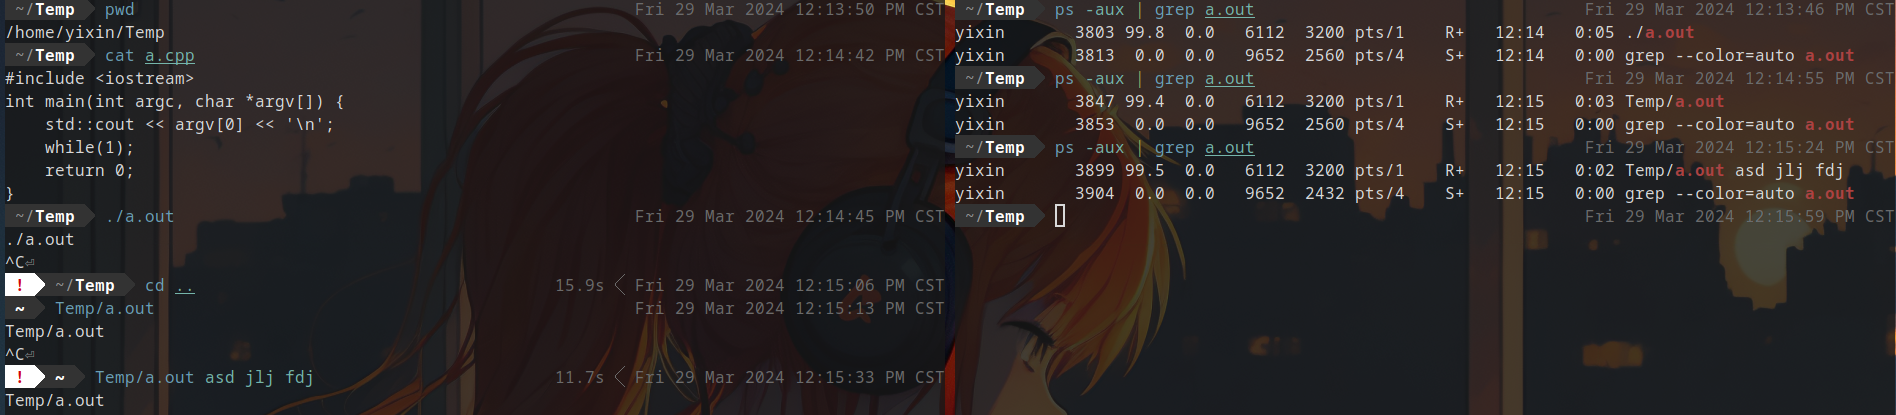 ~/Temp pwd Fri 29 Mar 2024 12:13:50 PM CST
/home/yixin/Temp
~/Temp cat a.cpp Fri 29 Mar 2024 12:14:42 PM CST
#include <iostream>
int main(int argc, char *argv[]) {
    std::cout << argv[0] << '\n';
    while(1);
    return 0;
}
~/Temp ./a.out Fri 29 Mar 2024 12:14:45 PM CST
./a.out
^C⏎
! ~/Temp cd .. 15.9s Fri 29 Mar 2024 12:15:06 PM CST
~ Temp/a.out Fri 29 Mar 2024 12:15:13 PM CST
Temp/a.out
^C⏎
! ~ Temp/a.out asd jlj fdj 11.7s Fri 29 Mar 2024 12:15:33 PM CST
Temp/a.out
~/Temp ps -aux | grep a.out Fri 29 Mar 2024 12:13:46 PM CST
yixin 3803 99.8 0.0 6112 3200 pts/1 R+ 12:14 0:05 ./a.out
yixin 3813 0.0 0.0 9652 2560 pts/4 S+ 12:14 0:00 grep --color=auto a.out
~/Temp ps -aux | grep a.out Fri 29 Mar 2024 12:14:55 PM CST
yixin 3847 99.4 0.0 6112 3200 pts/1 R+ 12:15 0:03 Temp/a.out
yixin 3853 0.0 0.0 9652 2560 pts/4 S+ 12:15 0:00 grep --color=auto a.out
~/Temp ps -aux | grep a.out Fri 29 Mar 2024 12:15:24 PM CST
yixin 3899 99.5 0.0 6112 3200 pts/1 R+ 12:15 0:02 Temp/a.out asd jlj fdj
yixin 3904 0.0 0.0 9652 2432 pts/4 S+ 12:15 0:00 grep --color=auto a.out
~/Temp Fri 29 Mar 2024 12:15:59 PM CST